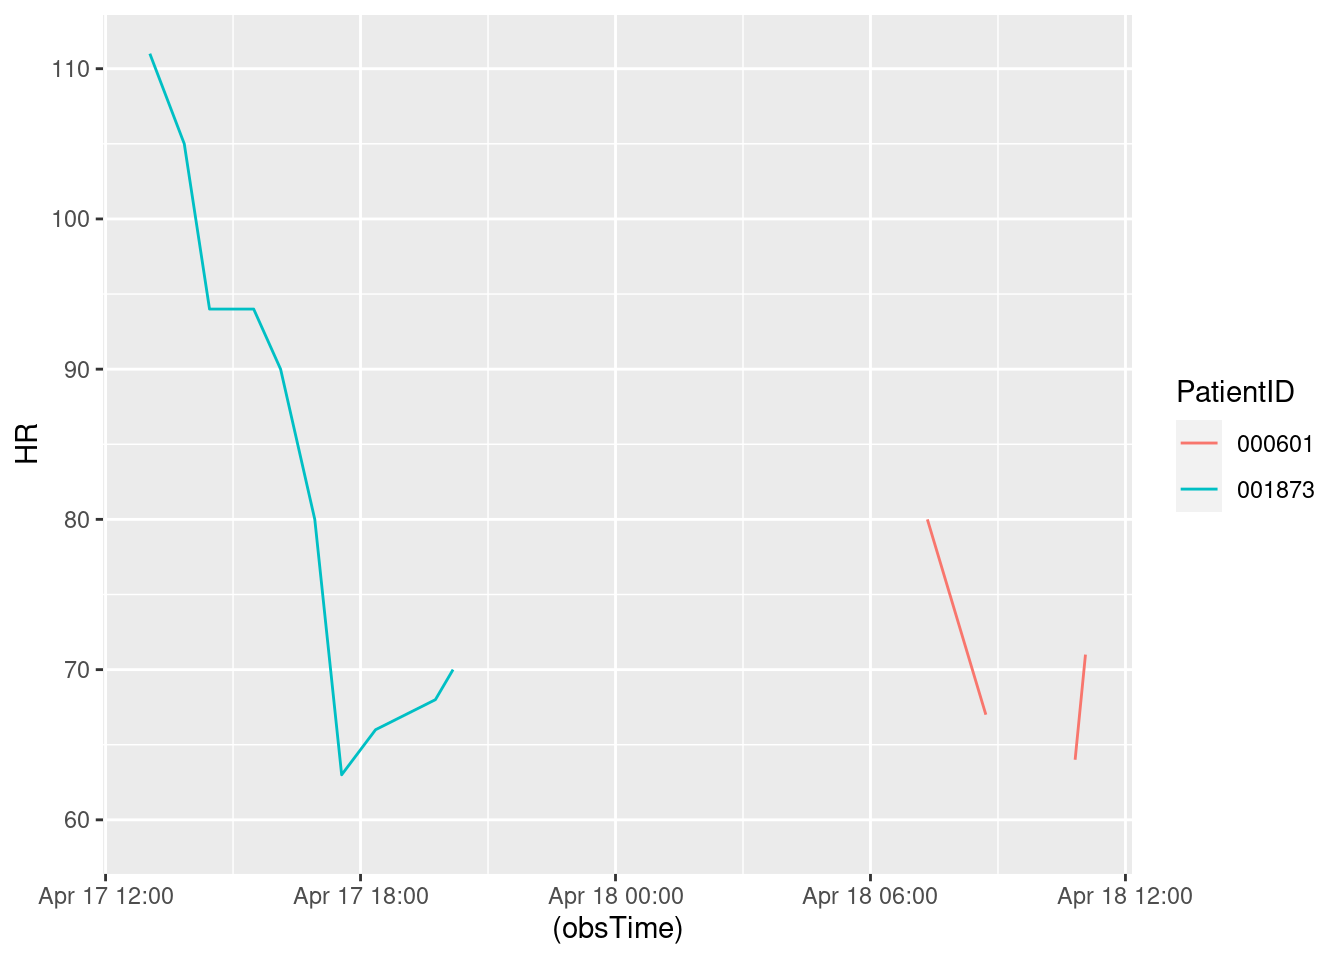 110
100
90
80
70
60
HR
Apr 17 12:00
Apr 17 18:00
Apr 18 00:00
Apr 18 06:00
Apr 18 12:00
(obsTime)
PatientID
000601
001873